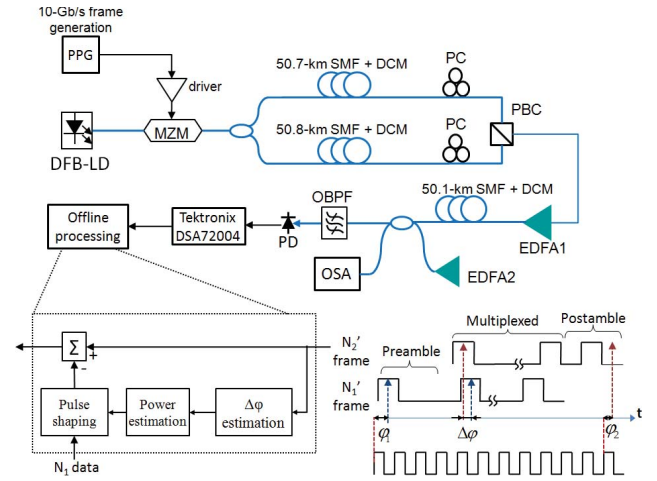 10-Gb/s frame
generation
PPG
driver
MZM
DFB-LD
50.7-km SMF + DCM
PC
50.8-km SMF + DCM
PC
PBC
50.1-km SMF + DCM
EDFA1
EDFA2
OBPF
OSA
PD
Tektronix
DSA72004
Offline
processing
Σ
+
-
Pulse
shaping
Power
estimation
Δφ
estimation
N₁ data
N₂'
frame
N₁'
frame
Preamble
Multiplexed
Postamble
t
φ₁
Δφ
φ₂